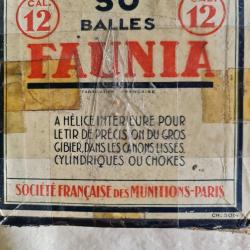 CAL. 50 CAL.
12 BALLES 12
FAUNIA
FABRICATION FRANÇAISE
A HÉLICE INTÉRIEURE POUR
LE TIR DE PRÉCISION DU GROS
GIBIER, DANS LES CANONS LISSES,
CYLINDRIQUES OU CHOKES
SOCIÉTÉ FRANÇAISE DES MUNITIONS-PARIS